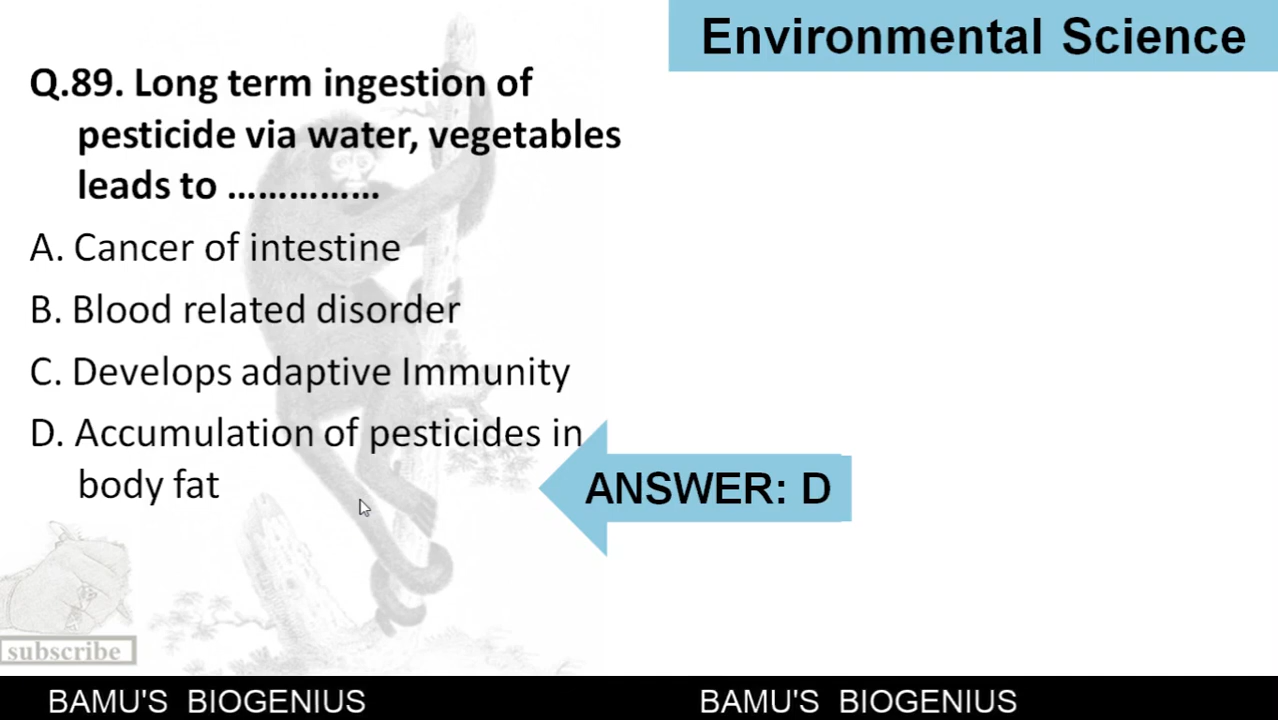 Environmental Science
Q.89. Long term ingestion of
pesticide via water, vegetables
leads to ……………
A. Cancer of intestine
B. Blood related disorder
C. Develops adaptive Immunity
D. Accumulation of pesticides in
body fat
ANSWER: D
subscribe
BAMU'S BIOGENIUS
BAMU'S BIOGENIUS